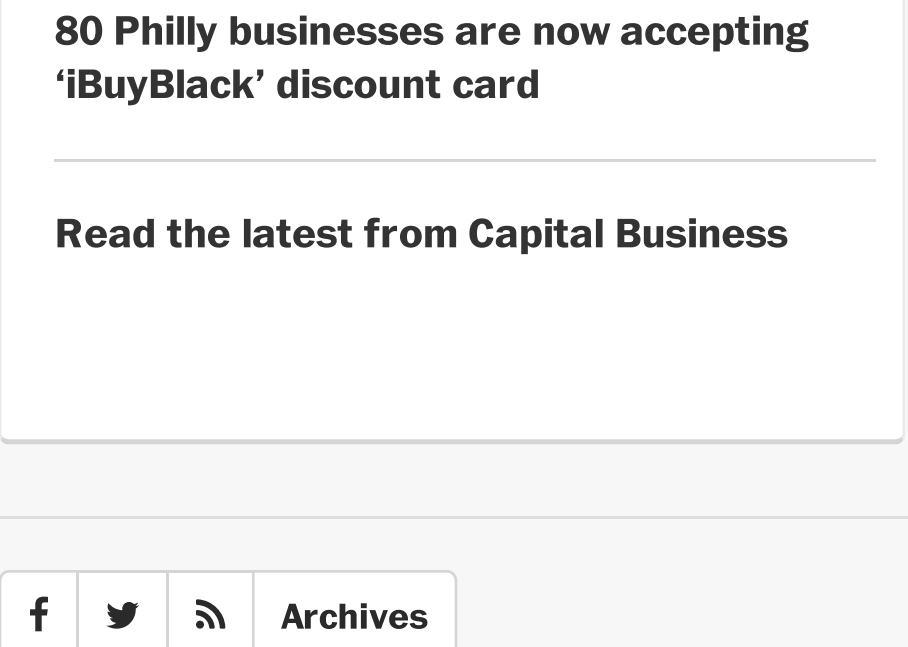 80 Philly businesses are now accepting
‘iBuyBlack’ discount card
Read the latest from Capital Business
Archives